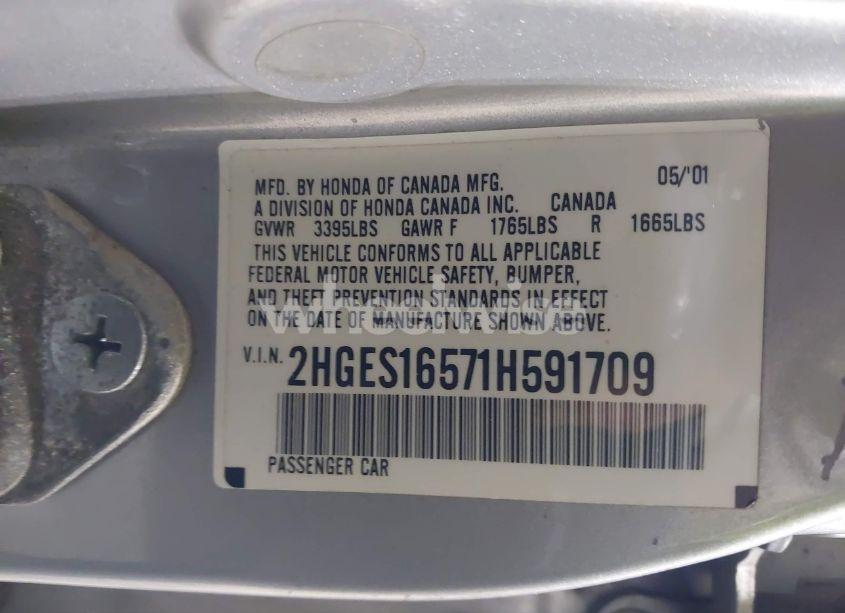 MFD. BY HONDA OF CANADA MFG. 05/'01
A DIVISION OF HONDA CANADA INC. CANADA
GVWR 3395LBS GAWR F 1765LBS R 1665LBS
THIS VEHICLE CONFORMS TO ALL APPLICABLE
FEDERAL MOTOR VEHICLE SAFETY, BUMPER,
AND THEFT PREVENTION STANDARDS IN EFFECT
ON THE DATE OF MANUFACTURE SHOWN ABOVE.
V.I.N. 2HGES16571H591709
PASSENGER CAR